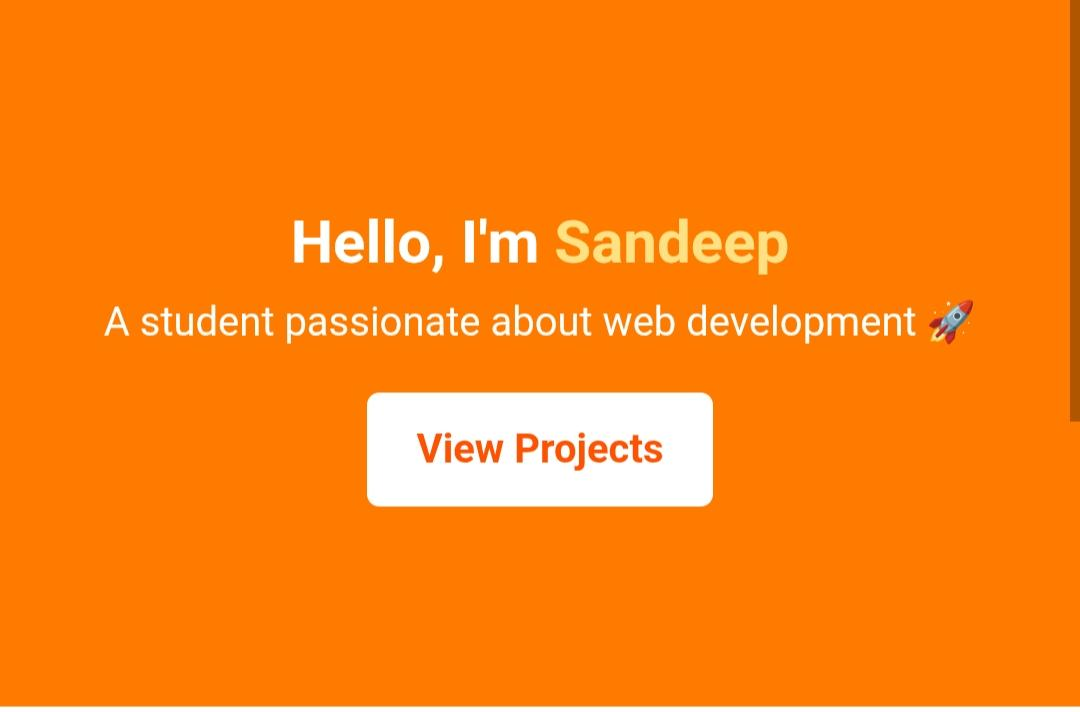 Hello, I'm Sandeep
A student passionate about web development 🚀
View Projects